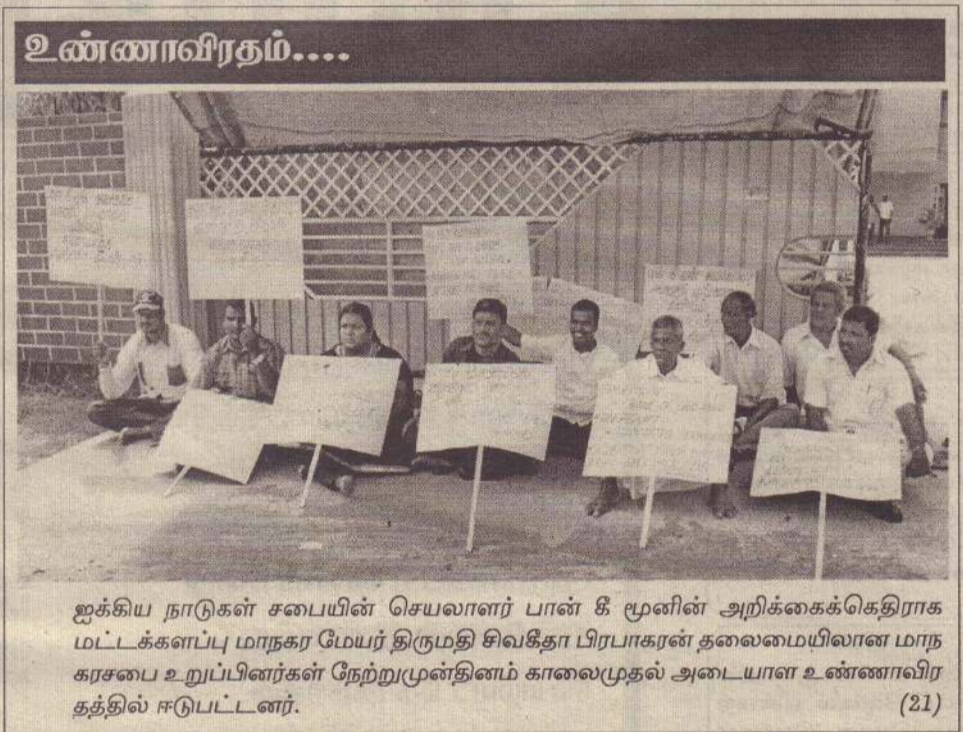 உண்ணாவிரதம்....
ஐக்கிய நாடுகள் சபையின் செயலாளர் பான் கீ மூனின் அறிக்கைக்கெதிராக
மட்டக்களப்பு மாநகர மேயர் திருமதி சிவகீதா பிரபாகரன் தலைமையிலான மாந
கரசபை உறுப்பினர்கள் நேற்றுமுன்தினம் காலைமுதல் அடையாள உண்ணாவிர
தத்தில் ஈடுபட்டனர். (21)